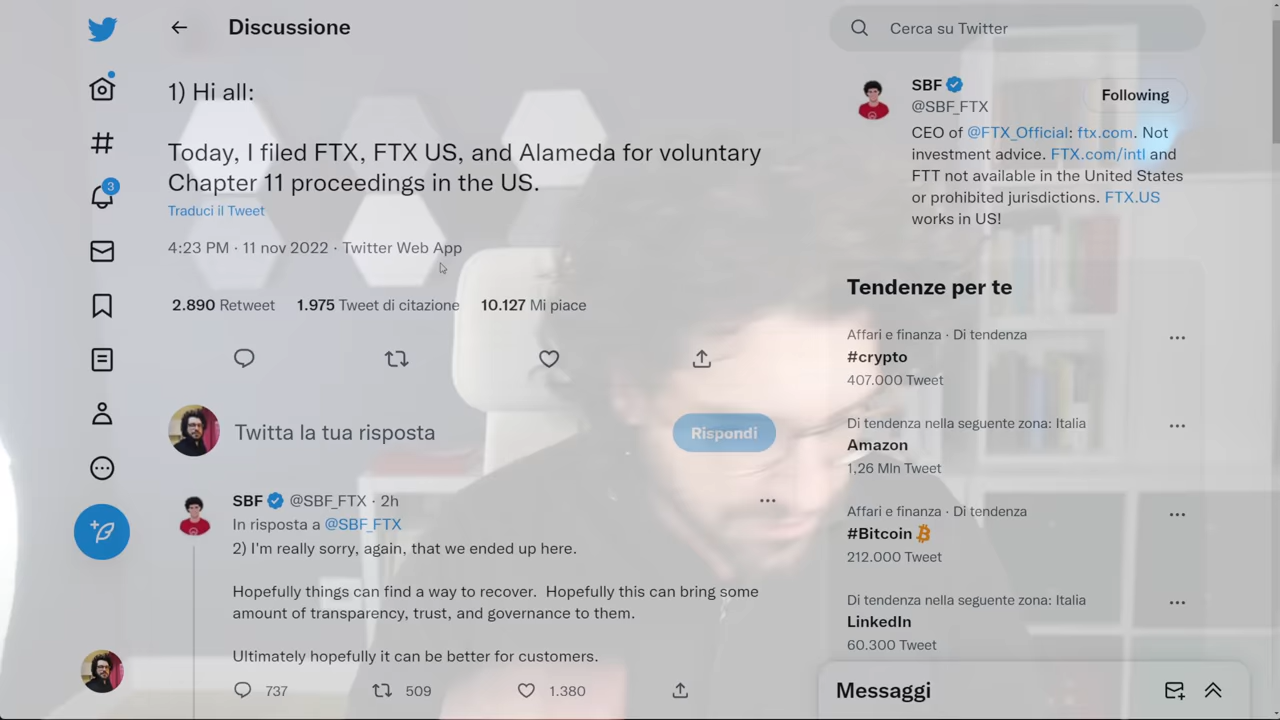 Discussione
1) Hi all:
Today, I filed FTX, FTX US, and Alameda for voluntary
Chapter 11 proceedings in the US.
Traduci il Tweet
4:23 PM · 11 nov 2022 · Twitter Web App
2.890 Retweet 1.975 Tweet di citazione 10.127 Mi piace
Twitta la tua risposta
Rispondi
SBF @SBF_FTX · 2h
In risposta a @SBF_FTX
2) I'm really sorry, again, that we ended up here.
Hopefully things can find a way to recover. Hopefully this can bring some
amount of transparency, trust, and governance to them.
Ultimately hopefully it can be better for customers.
737 509 1.380
3
Cerca su Twitter
SBF
@SBF_FTX
Following
CEO of @FTX_Official: ftx.com. Not
investment advice. FTX.com/intl and
FTT not available in the United States
or prohibited jurisdictions. FTX.US
works in US!
Tendenze per te
Affari e finanza · Di tendenza
#crypto
407.000 Tweet
Di tendenza nella seguente zona: Italia
Amazon
1,26 Mln Tweet
Affari e finanza · Di tendenza
#Bitcoin
212.000 Tweet
Di tendenza nella seguente zona: Italia
LinkedIn
60.300 Tweet
Messaggi